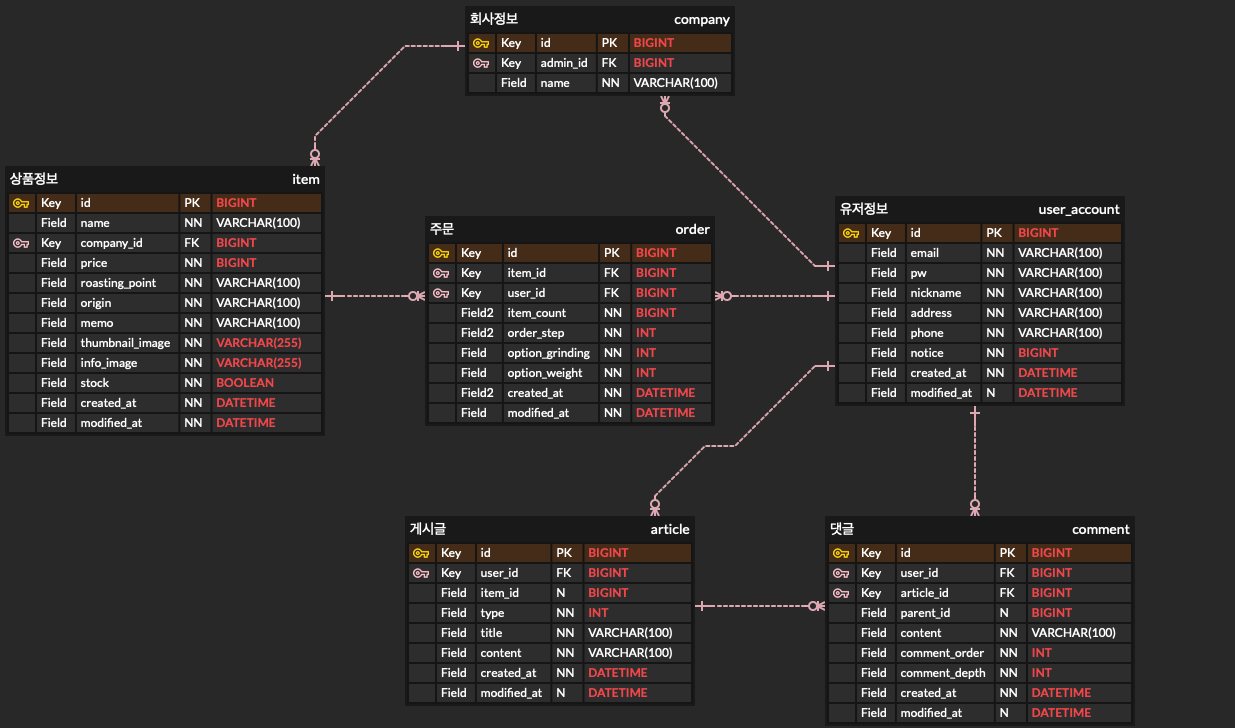 회사정보 company
Key id PK BIGINT
Key admin_id FK BIGINT
Field name NN VARCHAR(100)
상품정보 item
Key id PK BIGINT
Field name NN VARCHAR(100)
Key company_id FK BIGINT
Field price NN BIGINT
Field roasting_point NN VARCHAR(100)
Field origin NN VARCHAR(100)
Field memo NN VARCHAR(100)
Field thumbnail_image NN VARCHAR(255)
Field info_image NN VARCHAR(255)
Field stock NN BOOLEAN
Field created_at NN DATETIME
Field modified_at NN DATETIME
주문 order
Key id PK BIGINT
Key item_id FK BIGINT
Key user_id FK BIGINT
Field2 item_count NN BIGINT
Field2 order_step NN INT
Field option_grinding NN INT
Field option_weight NN INT
Field2 created_at NN DATETIME
Field modified_at NN DATETIME
유저정보 user_account
Key id PK BIGINT
Field email NN VARCHAR(100)
Field pw NN VARCHAR(100)
Field nickname NN VARCHAR(100)
Field address NN VARCHAR(100)
Field phone NN VARCHAR(100)
Field notice NN BIGINT
Field created_at NN DATETIME
Field modified_at N DATETIME
게시글 article
Key id PK BIGINT
Key user_id FK BIGINT
Field item_id N BIGINT
Field type NN INT
Field title NN VARCHAR(100)
Field content NN VARCHAR(100)
Field created_at NN DATETIME
Field modified_at N DATETIME
댓글 comment
Key id PK BIGINT
Key user_id FK BIGINT
Key article_id FK BIGINT
Field parent_id N BIGINT
Field content NN VARCHAR(100)
Field comment_order NN INT
Field comment_depth NN INT
Field created_at NN DATETIME
Field modified_at N DATETIME